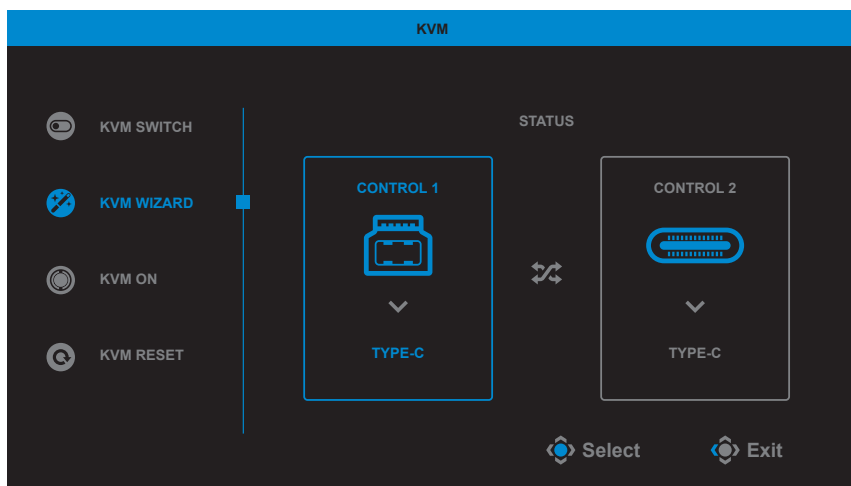 KVM
KVM SWITCH
KVM WIZARD
KVM ON
KVM RESET
STATUS
CONTROL 1
TYPE-C
CONTROL 2
TYPE-C
Select
Exit